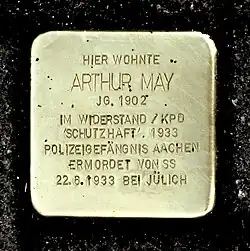 HIER WOHNTE
ARTHUR MAY
JG. 1902
IM WIDERSTAND / KPD
'SCHUTZHAFT' 1933
POLIZEIGEFÄNGNIS AACHEN
ERMORDET VON SS
22.6.1933 BEI JÜLICH